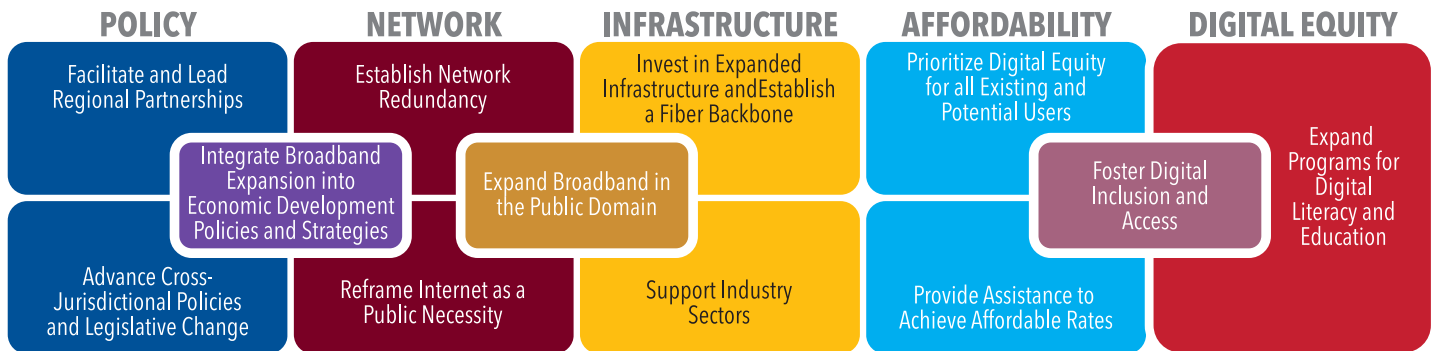 POLICY
NETWORK
INFRASTRUCTURE
AFFORDABILITY
DIGITAL EQUITY
Facilitate and Lead
Regional Partnerships
Establish Network
Redundancy
Invest in Expanded
Infrastructure andEstablish
a Fiber Backbone
Prioritize Digital Equity
for all Existing and
Potential Users
Integrate Broadband
Expansion into
Economic Development
Policies and Strategies
Expand Broadband in
the Public Domain
Foster Digital
Inclusion and
Access
Expand
Programs for
Digital
Literacy and
Education
Advance Cross-
Jurisdictional Policies
and Legislative Change
Reframe Internet as a
Public Necessity
Support Industry
Sectors
Provide Assistance to
Achieve Affordable Rates